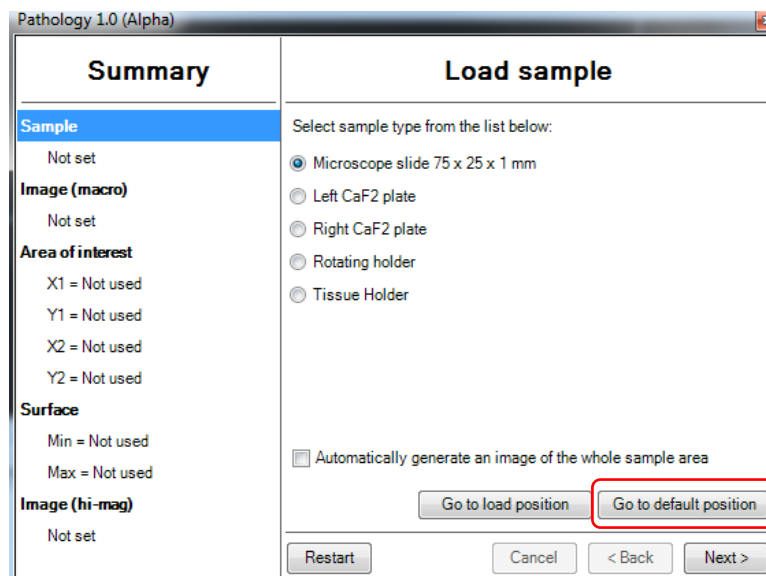 Pathology 1.0 (Alpha)
Summary
Sample
Not set
Image (macro)
Not set
Area of interest
X1 = Not used
Y1 = Not used
X2 = Not used
Y2 = Not used
Surface
Min = Not used
Max = Not used
Image (hi-mag)
Not set
Load sample
Select sample type from the list below:
Microscope slide 75 x 25 x 1 mm
Left CaF2 plate
Right CaF2 plate
Rotating holder
Tissue Holder
Automatically generate an image of the whole sample area
Go to load position Go to default position
Restart Cancel < Back Next >